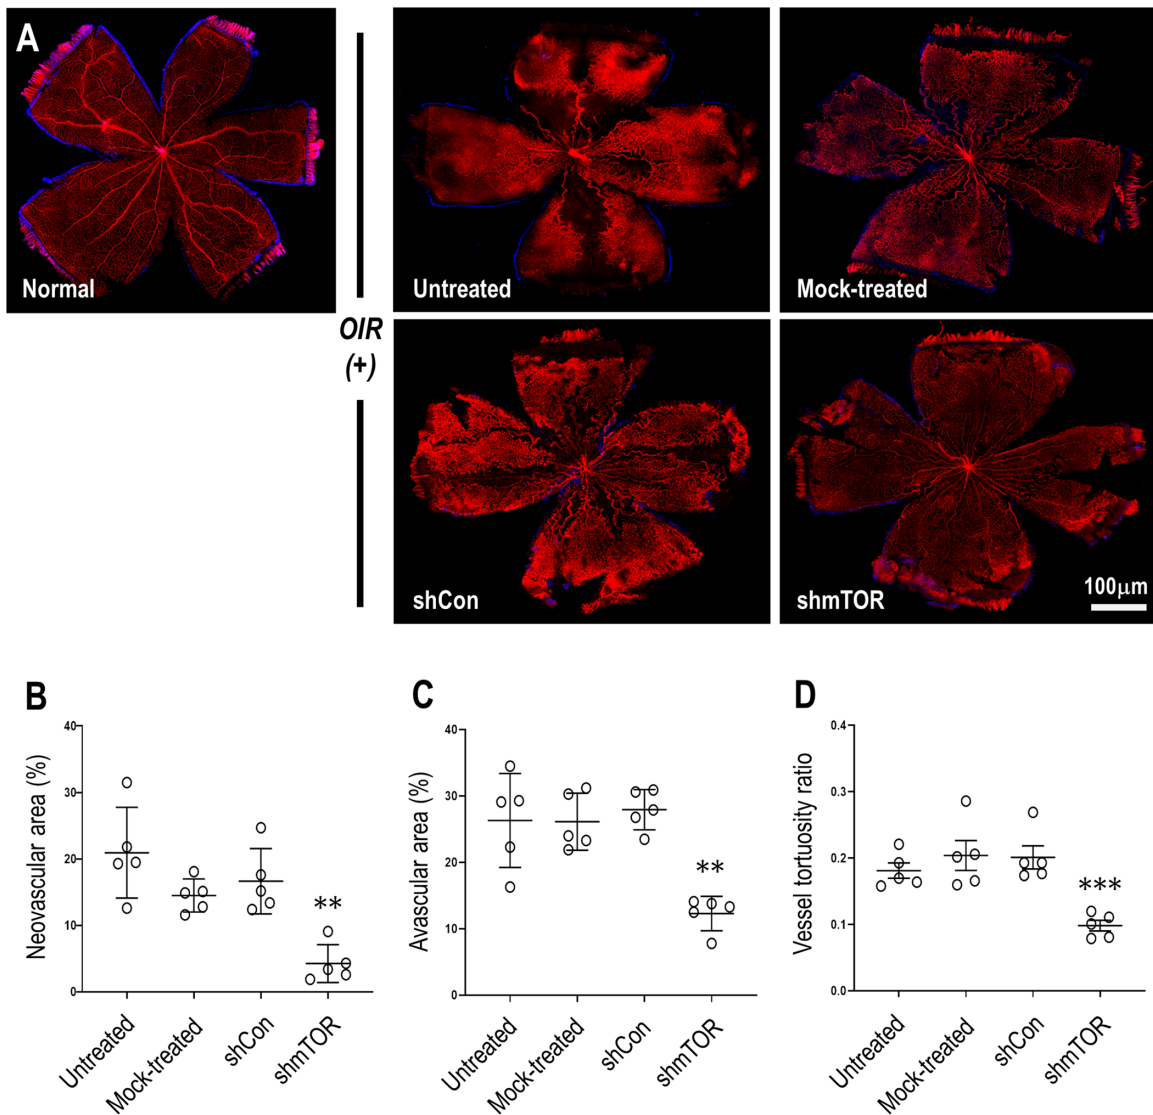 A
Normal
OIR
(+)
Untreated
Mock-treated
shCon
shmTOR
100μm
B
Neovascular area (%)
40
30
20
10
0
**
Untreated
Mock-treated
shCon
shmTOR
C
Avascular area (%)
40
30
20
10
0
**
Untreated
Mock-treated
shCon
shmTOR
D
Vessel tortuosity ratio
0.4
0.3
0.2
0.1
0.0
***
Untreated
Mock-treated
shCon
shmTOR